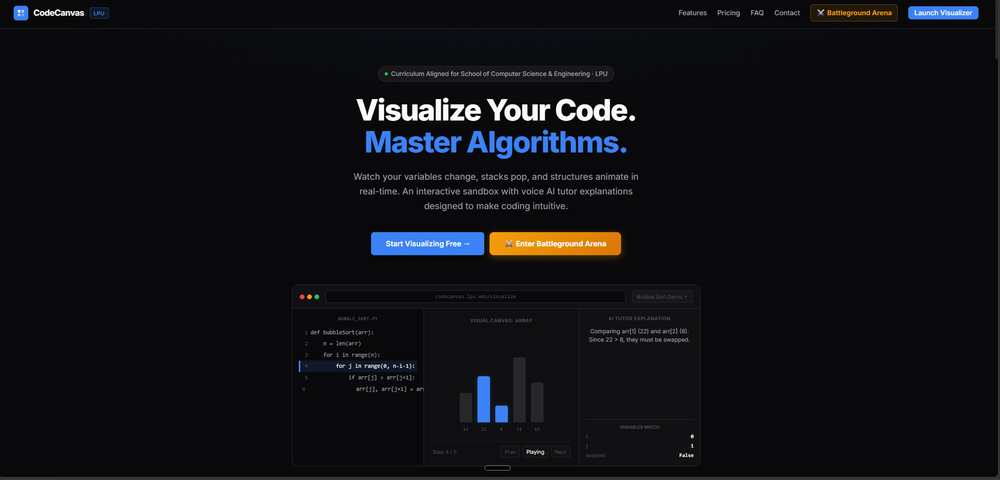 CodeCanvas LPU
Features Pricing FAQ Contact ⚔ Battleground Arena Launch Visualizer
Curriculum Aligned for School of Computer Science & Engineering · LPU
Visualize Your Code.
Master Algorithms.
Watch your variables change, stacks pop, and structures animate in
real-time. An interactive sandbox with voice AI tutor explanations
designed to make coding intuitive.
Start Visualizing Free →
⚔ Enter Battleground Arena
codecanvas.lpu.edu/visualize
Bubble Sort Demo ▾
BUBBLE_SORT.PY
1 def bubbleSort(arr):
2 n = len(arr)
3 for i in range(n):
4 for j in range(0, n-i-1):
5 if arr[j] > arr[j+1]:
6 arr[j], arr[j+1] = arr
VISUAL CANVAS: ARRAY
14 22 8 31 19
Step 4 / 5
Prev Playing Next
AI TUTOR EXPLANATION
Comparing arr[1] (22) and arr[2] (8).
Since 22 > 8, they must be swapped.
VARIABLES WATCH
i 0
j 1
swapped False